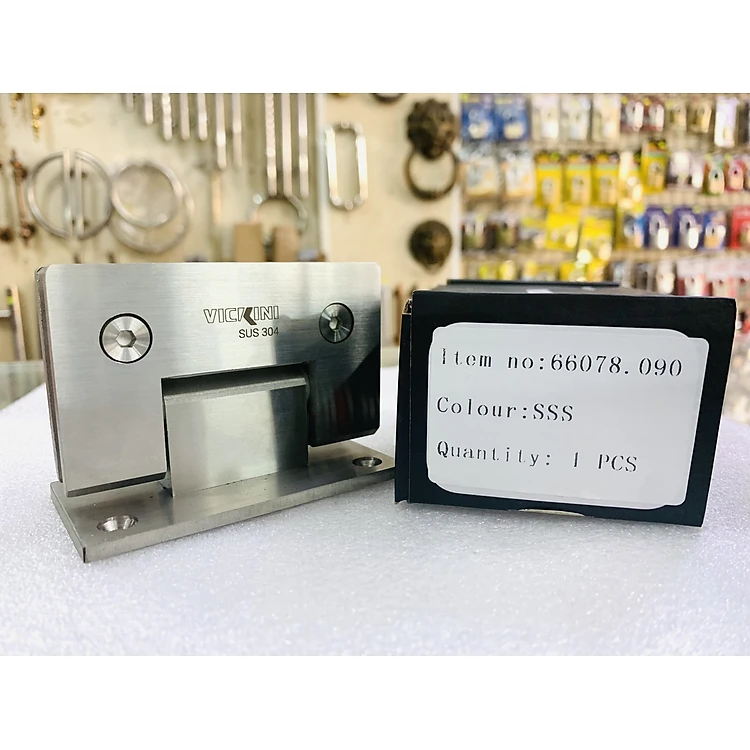 VICKINI
SUS 304
Item no:66078.090
Colour:SSS
Quantity: 1 PCS